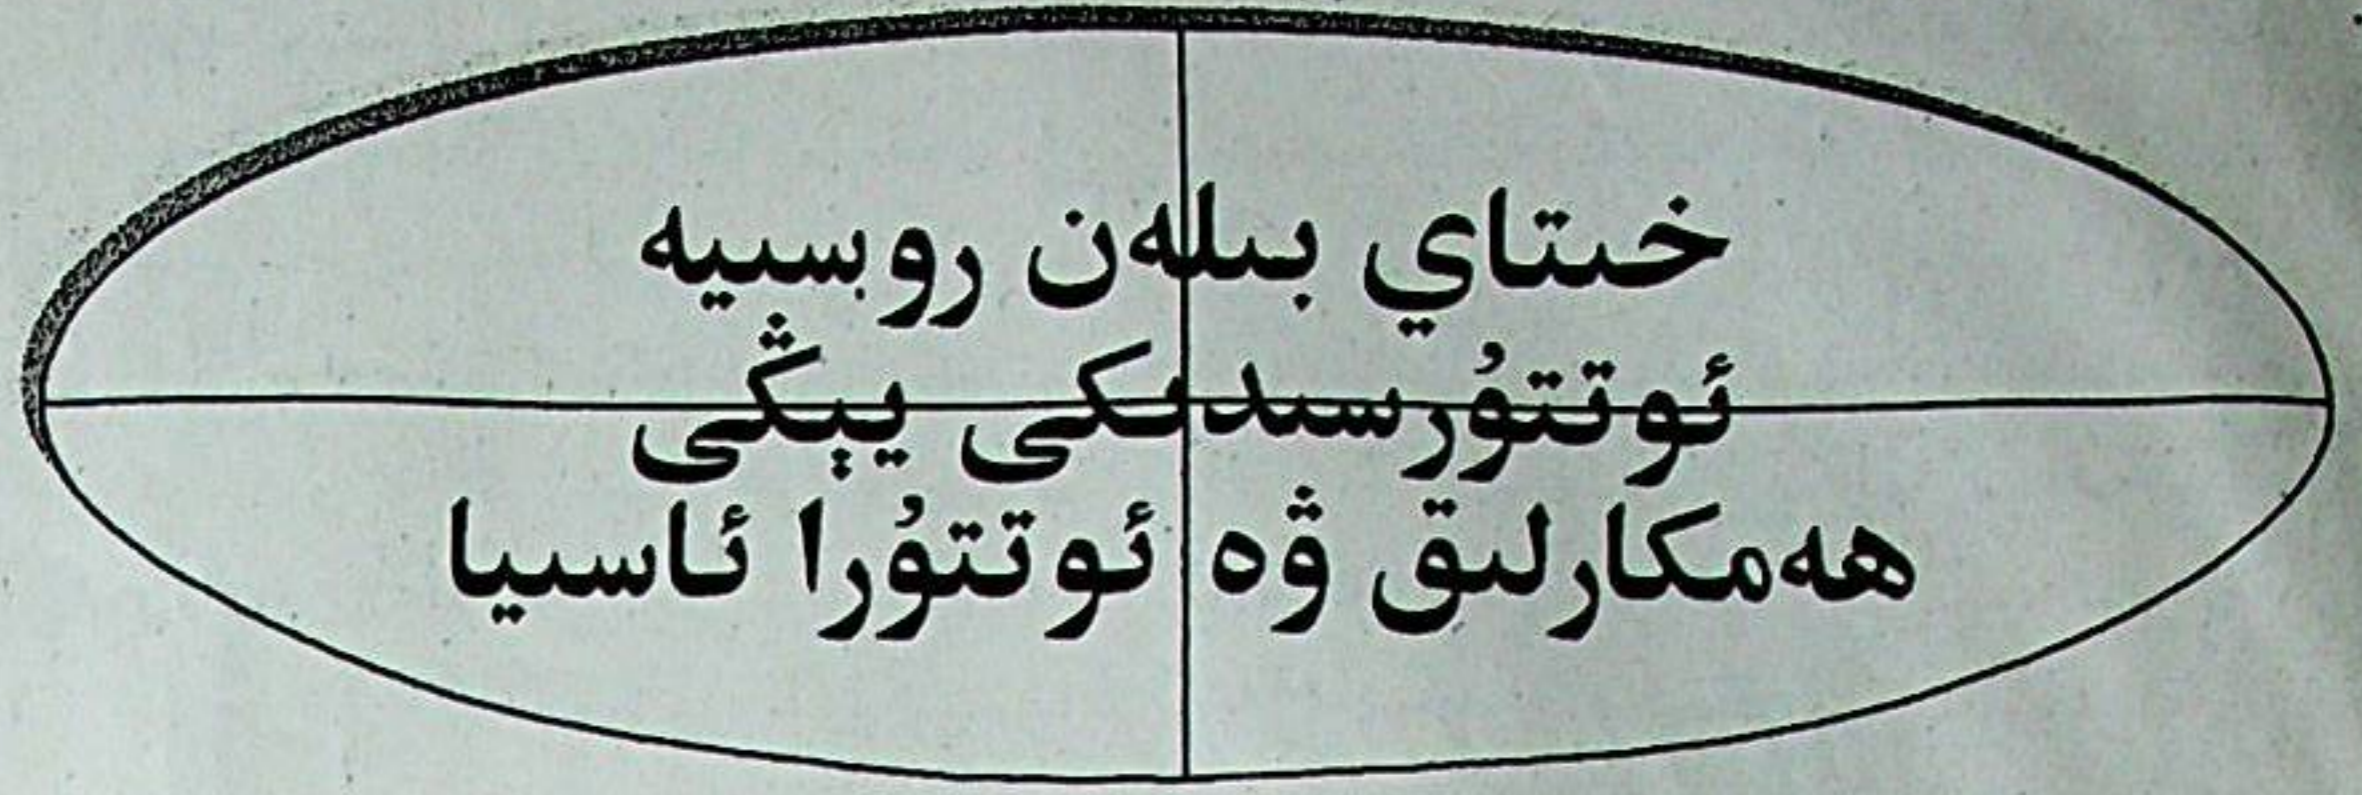 خىتاي بىلەن روسىيە
ئوتتۇرسىدىكى يېڭى
ھەمكارلىق ۋە ئوتتۇرا ئاسىيا